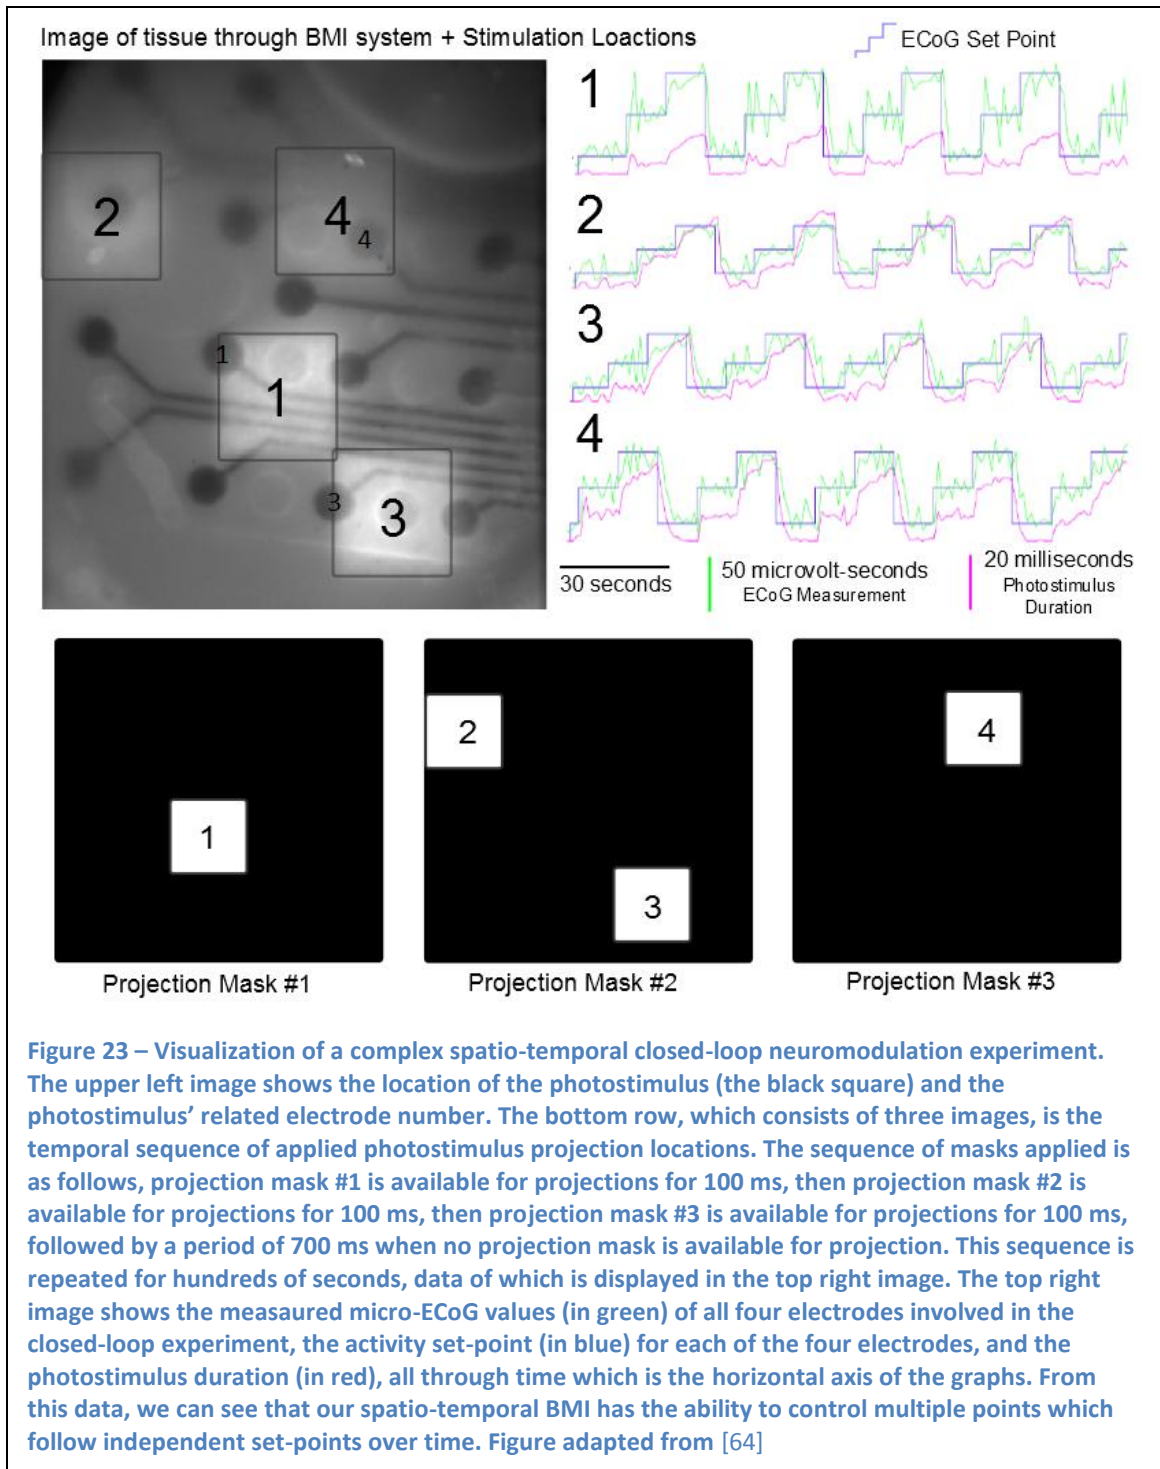 Image of tissue through BMI system + Stimulation Loactions
ECoG Set Point
2
4
4
1
1
3
3
1
2
3
4
30 seconds
50 microvolt-seconds
ECoG Measurement
20 milliseconds
Photostimulus
Duration
1
2
3
4
Projection Mask #1
Projection Mask #2
Projection Mask #3
Figure 23 – Visualization of a complex spatio-temporal closed-loop neuromodulation experiment.
The upper left image shows the location of the photostimulus (the black square) and the
photostimulus’ related electrode number. The bottom row, which consists of three images, is the
temporal sequence of applied photostimulus projection locations. The sequence of masks applied is
as follows, projection mask #1 is available for projections for 100 ms, then projection mask #2 is
available for projections for 100 ms, then projection mask #3 is available for projections for 100 ms,
followed by a period of 700 ms when no projection mask is available for projection. This sequence is
repeated for hundreds of seconds, data of which is displayed in the top right image. The top right
image shows the measaured micro-ECoG values (in green) of all four electrodes involved in the
closed-loop experiment, the activity set-point (in blue) for each of the four electrodes, and the
photostimulus duration (in red), all through time which is the horizontal axis of the graphs. From
this data, we can see that our spatio-temporal BMI has the ability to control multiple points which
follow independent set-points over time. Figure adapted from [64]